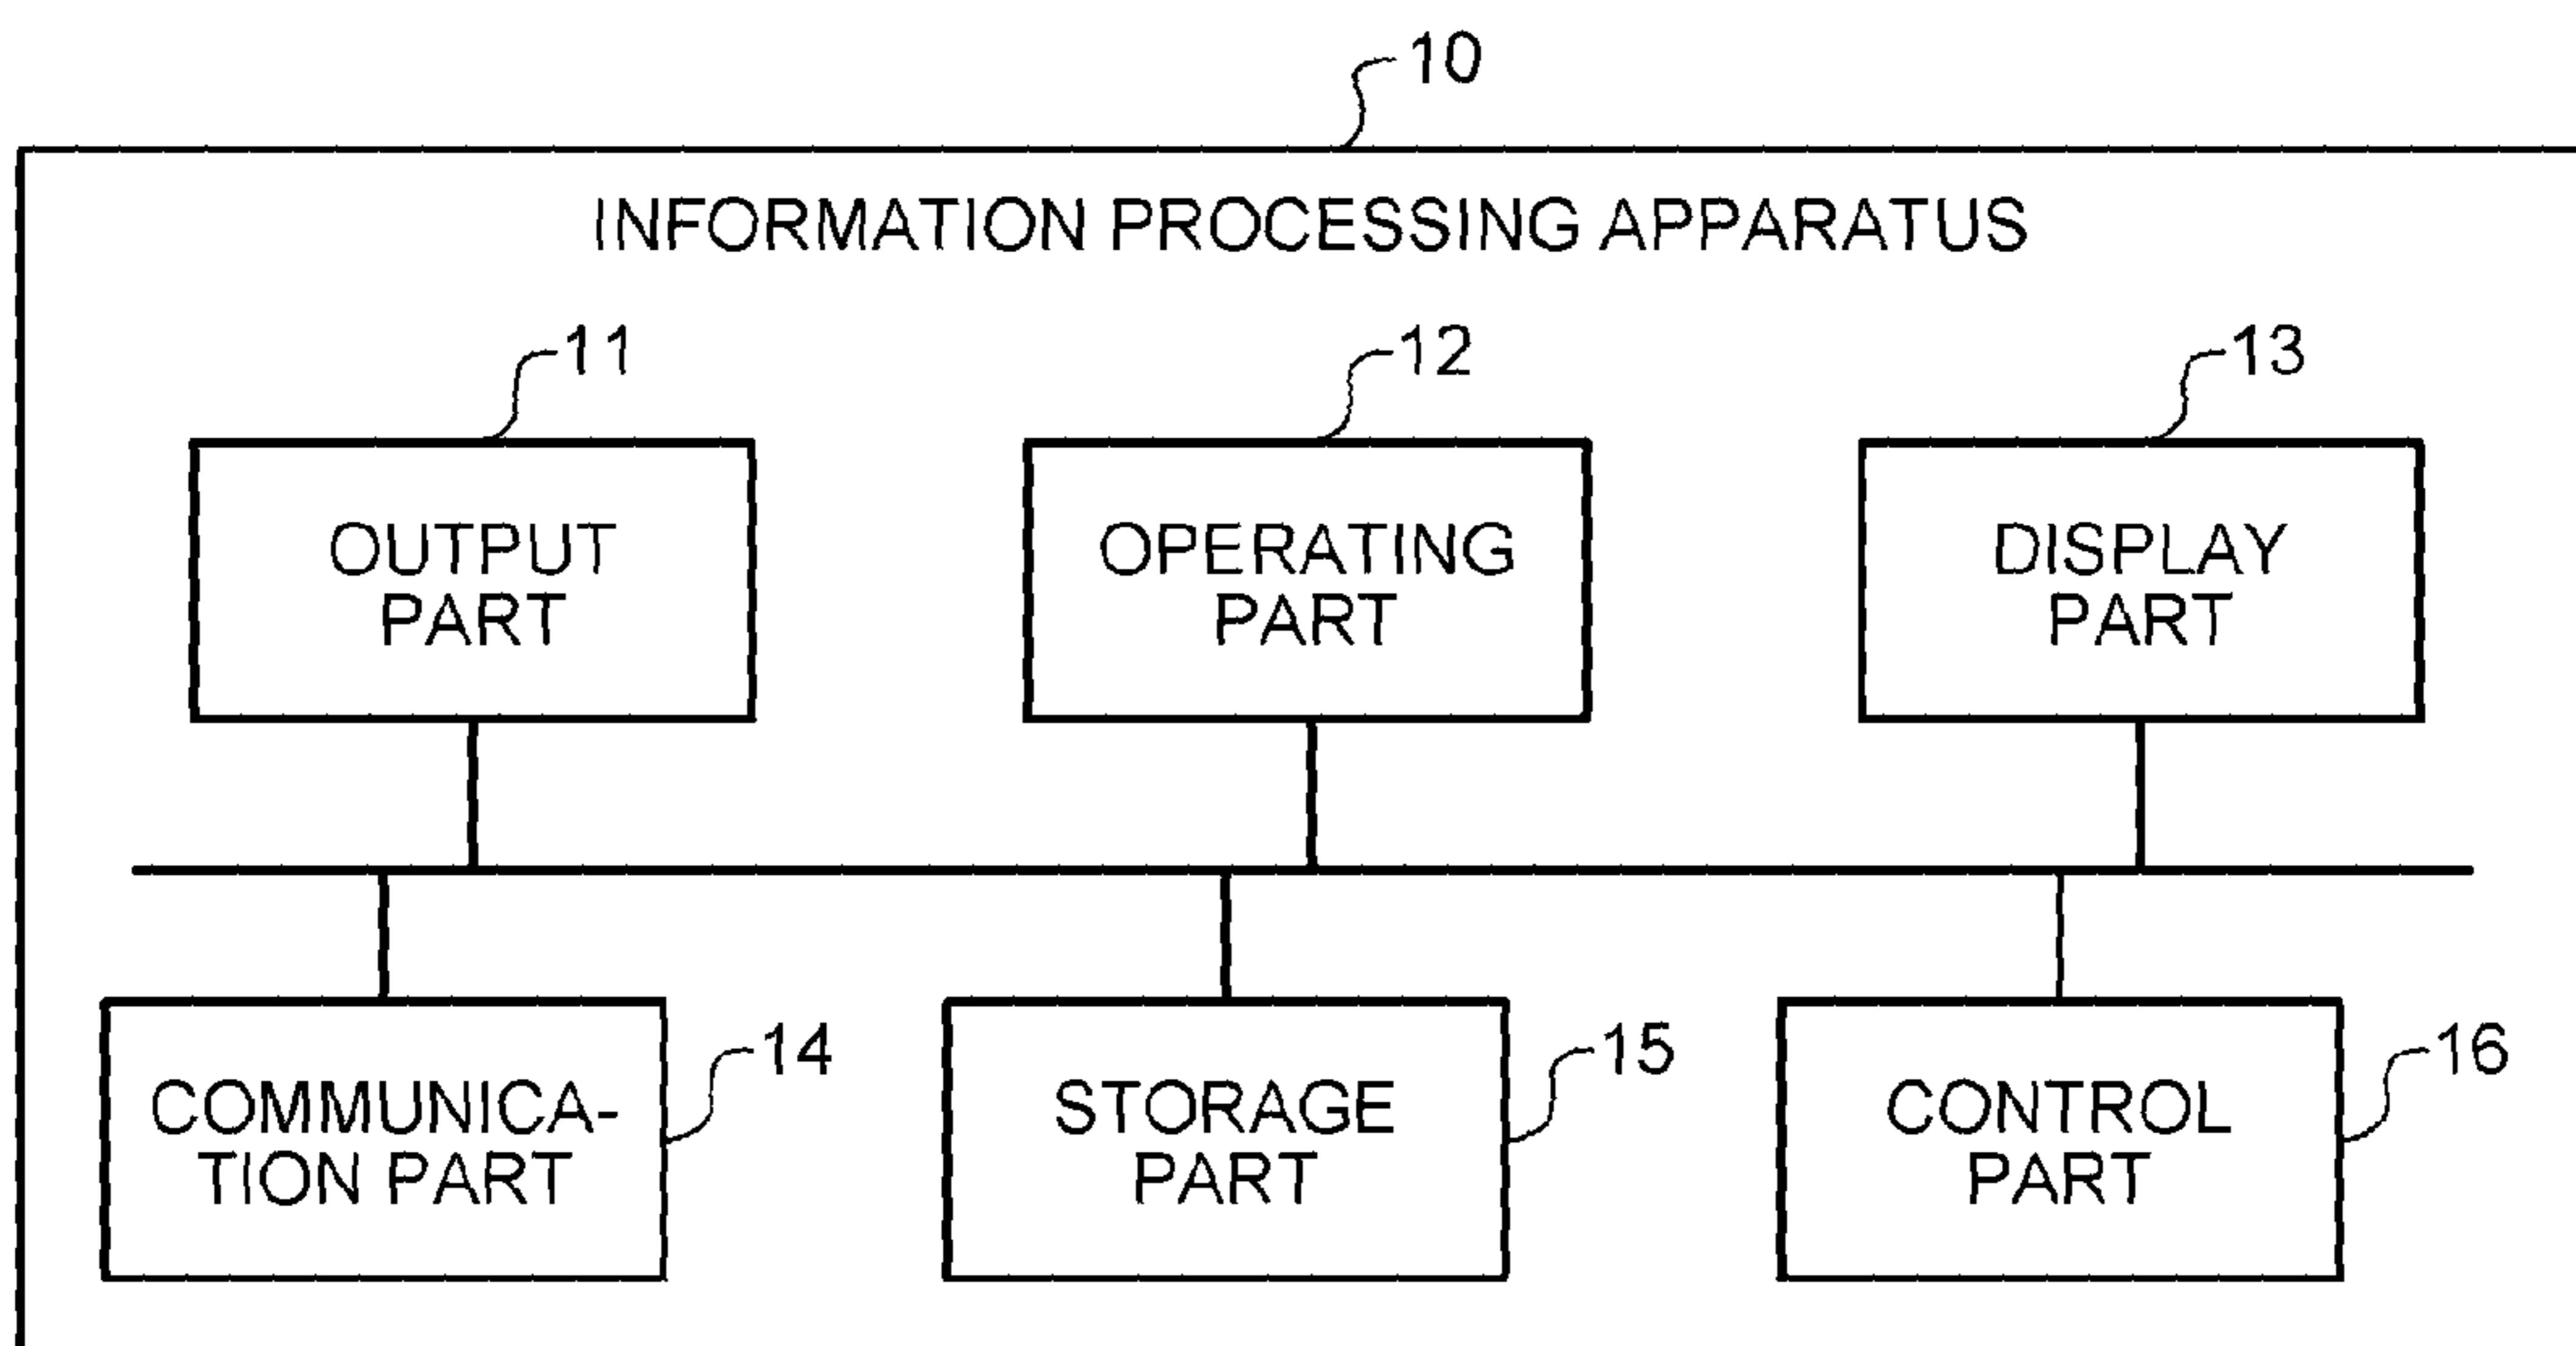 10
INFORMATION PROCESSING APPARATUS
11
12
13
OUTPUT
PART
OPERATING
PART
DISPLAY
PART
14
15
16
COMMUNICA-
TION PART
STORAGE
PART
CONTROL
PART